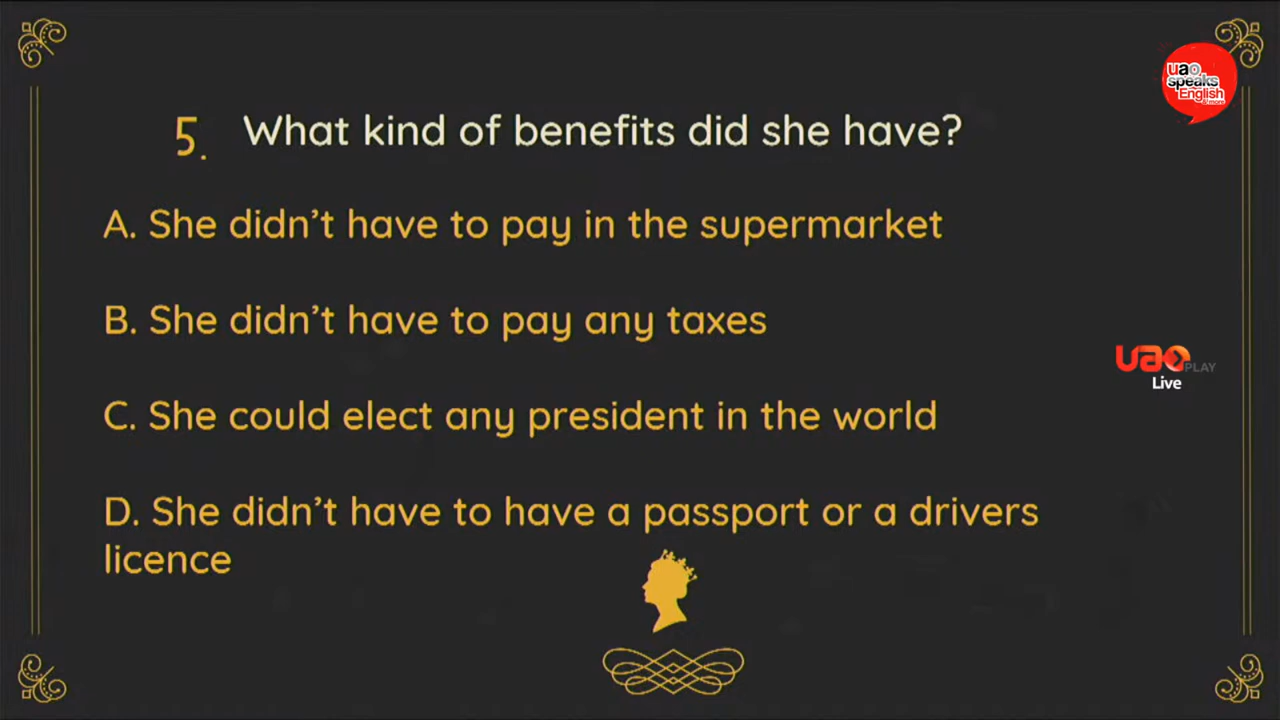 uao
speaks
English
& more
5. What kind of benefits did she have?
A. She didn't have to pay in the supermarket
B. She didn't have to pay any taxes
uao PLAY
Live
C. She could elect any president in the world
D. She didn't have to have a passport or a drivers
licence